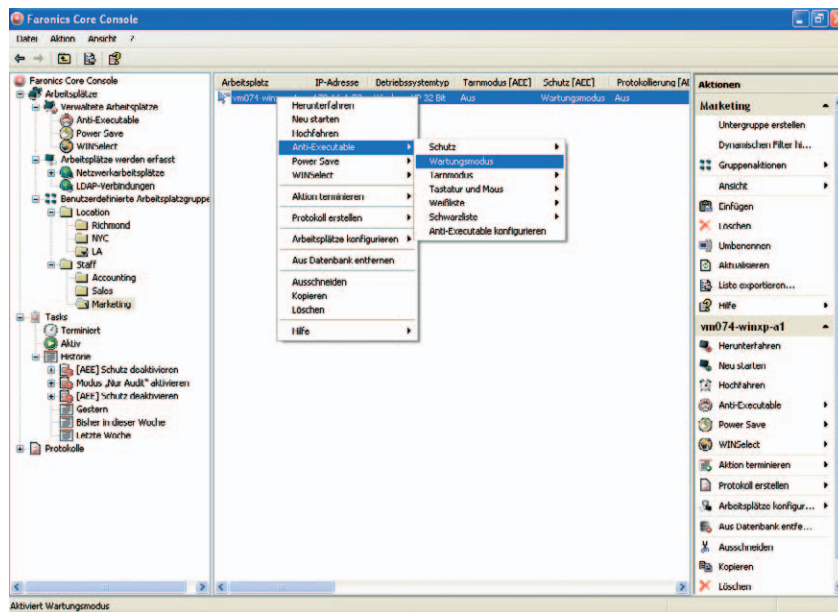 Faronics Core Console
Datei Aktion Ansicht ?
Faronics Core Console
Arbeitsplätze
Verwaltete Arbeitsplätze
Anti-Executable
Power Save
WINSelect
Arbeitsplätze werden erfasst
Netzwerkarbeitsplätze
LDAP-Verbindungen
Benutzerdefinierte Arbeitsplatzgruppe
Location
Richmond
NYC
LA
Staff
Accounting
Sales
Marketing
Tasks
Terminiert
Aktiv
Historie
[AEE] Schutz deaktivieren
Modus „Nur Audit" aktivieren
[AEE] Schutz deaktivieren
Gestern
Bisher in dieser Woche
Letzte Woche
Protokolle
Arbeitsplatz IP-Adresse Betriebssystemtyp Tarnmodus [AEE] Schutz [AEE] Protokollierung [AE
vm074-win 32 Bit Aus Wartungsmodus Aus
Herunterfahren
Neu starten
Hochfahren
Anti-Executable
Power Save
WINSelect
Aktion terminieren
Protokoll erstellen
Arbeitsplätze konfigurieren
Aus Datenbank entfernen
Ausschneiden
Kopieren
Löschen
Hilfe
Schutz
Wartungsmodus
Tarnmodus
Tastatur und Maus
Weißliste
Schwarzliste
Anti-Executable konfigurieren
Aktionen
Marketing
Untergruppe erstellen
Dynamischen Filter hi...
Gruppenaktionen
Ansicht
Einfügen
Löschen
Umbenennen
Aktualisieren
Liste exportieren...
Hilfe
vm074-winxp-a1
Herunterfahren
Neu starten
Hochfahren
Anti-Executable
Power Save
WINSelect
Aktion terminieren
Protokoll erstellen
Arbeitsplätze konfigur...
Aus Datenbank entfe...
Ausschneiden
Kopieren
Löschen
Aktiviert Wartungsmodus